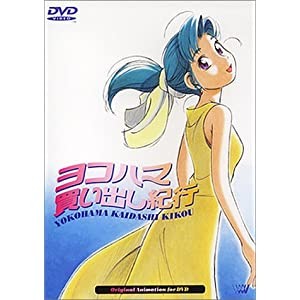 DVD
VIDEO
ヨコハマ
買い出し紀行
YOKOHAMA KAIDASHI KIKOU
Original Animation for DVD